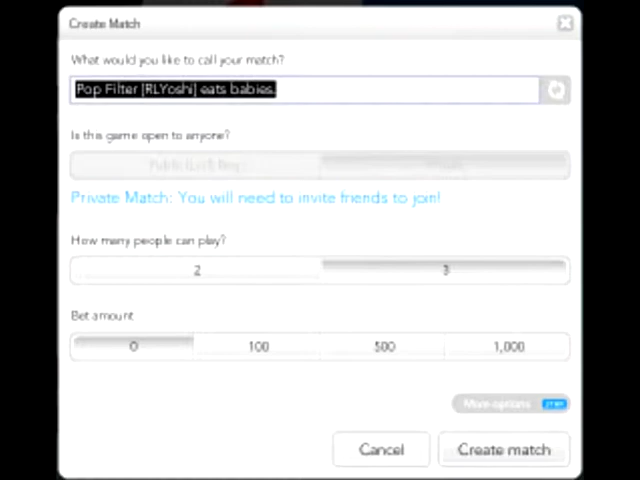 Create Match
What would you like to call your match?
Pop Filter [RLYoshi] eats babies.
Is this game open to anyone?
Private Match: You will need to invite friends to join!
How many people can play?
2 3
Bet amount
0 100 500 1,000
More options
Cancel Create match